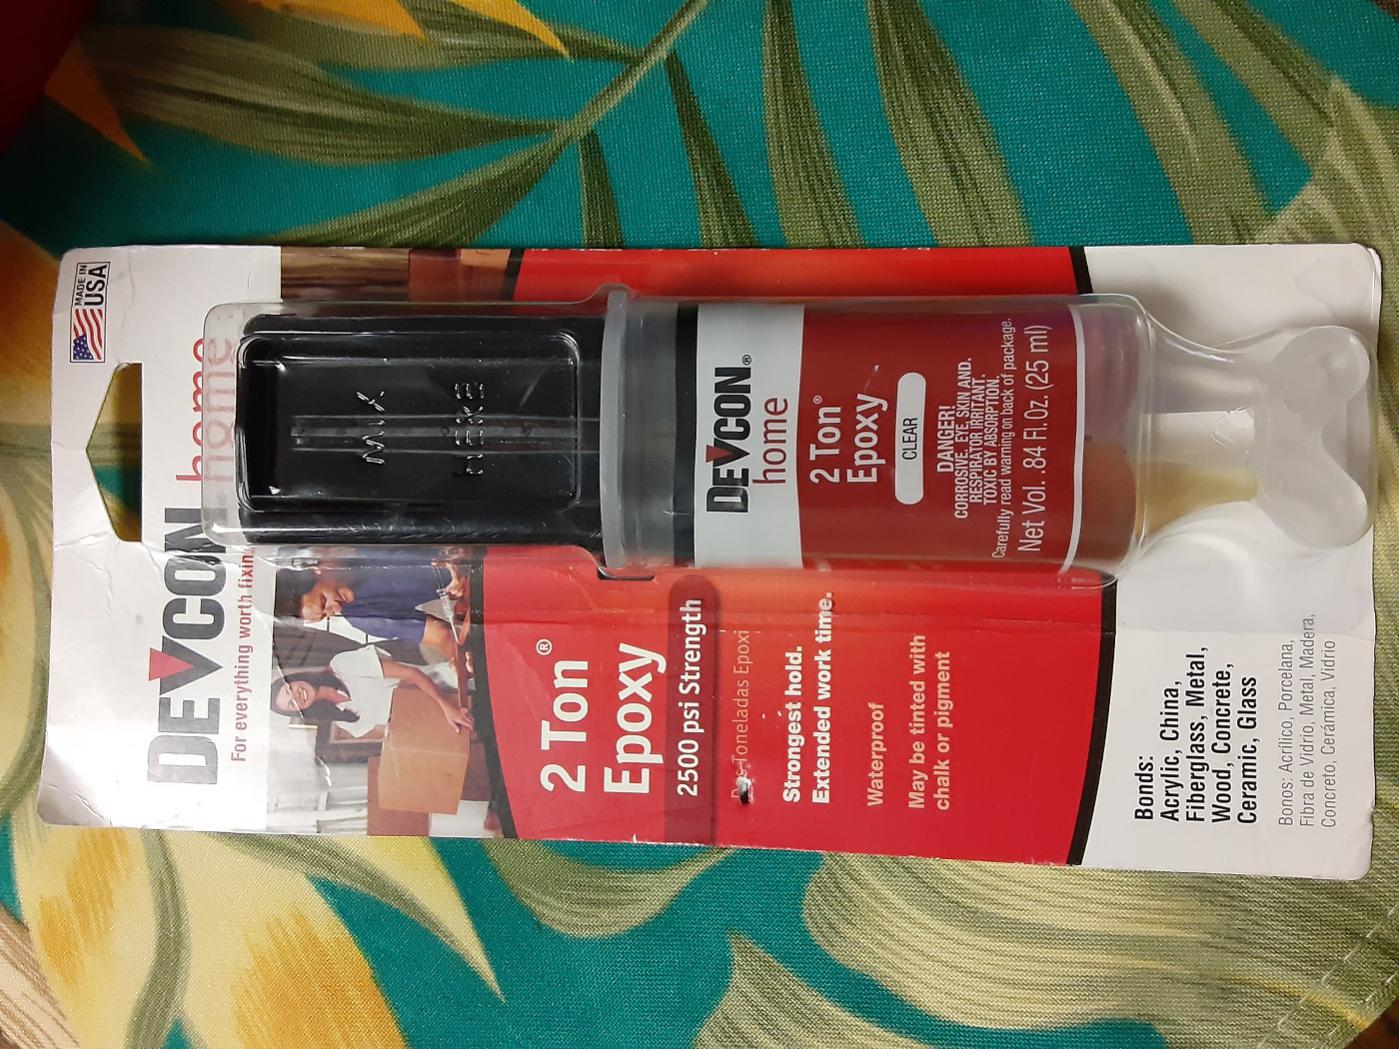 MADE IN
USA
DEVCON home
For everything worth fixin
2 Ton®
Epoxy
2500 psi Strength
Dos Toneladas Epoxi
Strongest hold.
Extended work time.
Waterproof
May be tinted with
chalk or pigment
Bonds:
Acrylic, China,
Fiberglass, Metal,
Wood, Concrete,
Ceramic, Glass
Bonos: Acrílico, Porcelana,
Fibra de Vidrio, Metal, Madera,
Concreto, Cerámica, Vidrio
MIX
HERE
DEVCON®
home
2 Ton®
Epoxy
CLEAR
DANGER!
CORROSIVE. EYE, SKIN AND.
RESPIRATOR IRRITANT.
TOXIC BY ABSORPTION.
Carefully read warning on back of package.
Net Vol. .84 Fl. Oz. (25 ml)